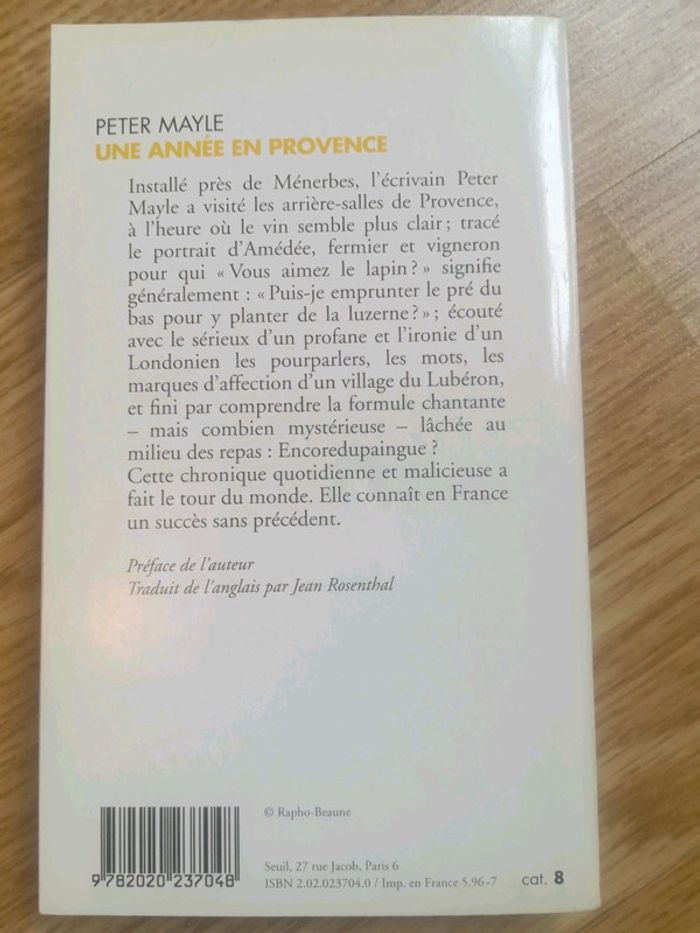 PETER MAYLE
UNE ANNÉE EN PROVENCE
Installé près de Ménerbes, l'écrivain Peter
Mayle a visité les arrière-salles de Provence,
à l'heure où le vin semble plus clair ; tracé
le portrait d'Amédée, fermier et vigneron
pour qui « Vous aimez le lapin ? » signifie
généralement : « Puis-je emprunter le pré du
bas pour y planter de la luzerne ? » ; écouté
avec le sérieux d'un profane et l'ironie d'un
Londonien les pourparlers, les mots, les
marques d'affection d'un village du Lubéron,
et fini par comprendre la formule chantante
– mais combien mystérieuse – lâchée au
milieu des repas : Encoredupaingue ?
Cette chronique quotidienne et malicieuse a
fait le tour du monde. Elle connaît en France
un succès sans précédent.
Préface de l'auteur
Traduit de l'anglais par Jean Rosenthal
© Rapho-Beaune
Seuil, 27 rue Jacob, Paris 6
ISBN 2.02.023704.0 / Imp. en France 5.96-7
cat. 8
9 782020 237048